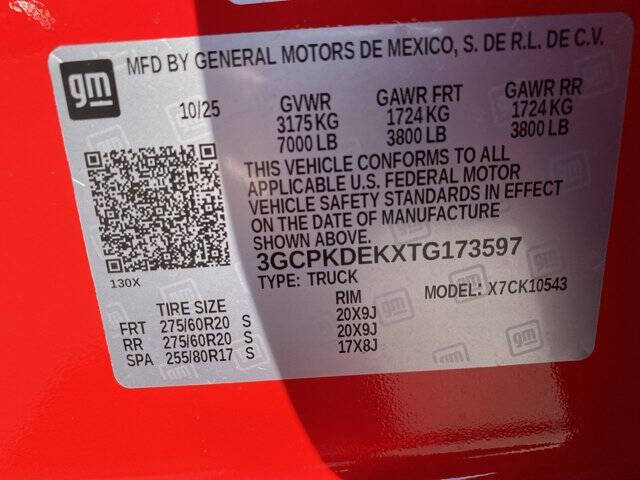 gm
MFD BY GENERAL MOTORS DE MEXICO, S. DE R.L. DE C.V.
10/25 GVWR GAWR FRT GAWR RR
3175 KG 1724 KG 1724 KG
7000 LB 3800 LB 3800 LB
THIS VEHICLE CONFORMS TO ALL
APPLICABLE U.S. FEDERAL MOTOR
VEHICLE SAFETY STANDARDS IN EFFECT
ON THE DATE OF MANUFACTURE
SHOWN ABOVE.
3GCPKDEKXTG173597
130X
TYPE: TRUCK MODEL: X7CK10543
TIRE SIZE RIM
FRT 275/60R20 S 20X9J
RR 275/60R20 S 20X9J
SPA 255/80R17 S 17X8J